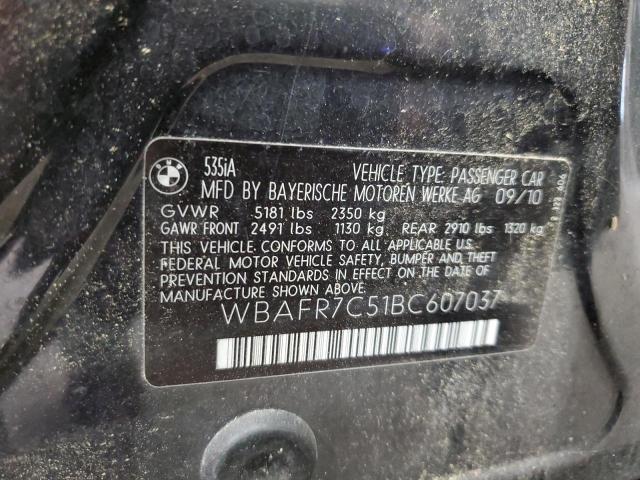 BMW
535iA VEHICLE TYPE: PASSENGER CAR
MFD BY BAYERISCHE MOTOREN WERKE AG 09/10
GVWR 5181 lbs 2350 kg
GAWR FRONT 2491 lbs 1130 kg REAR 2910 lbs 1320 kg
THIS VEHICLE CONFORMS TO ALL APPLICABLE U.S.
FEDERAL MOTOR VEHICLE SAFETY, BUMPER AND THEFT
PREVENTION STANDARDS IN EFFECT ON THE DATE OF
MANUFACTURE SHOWN ABOVE.
WBAFR7C51BC607037